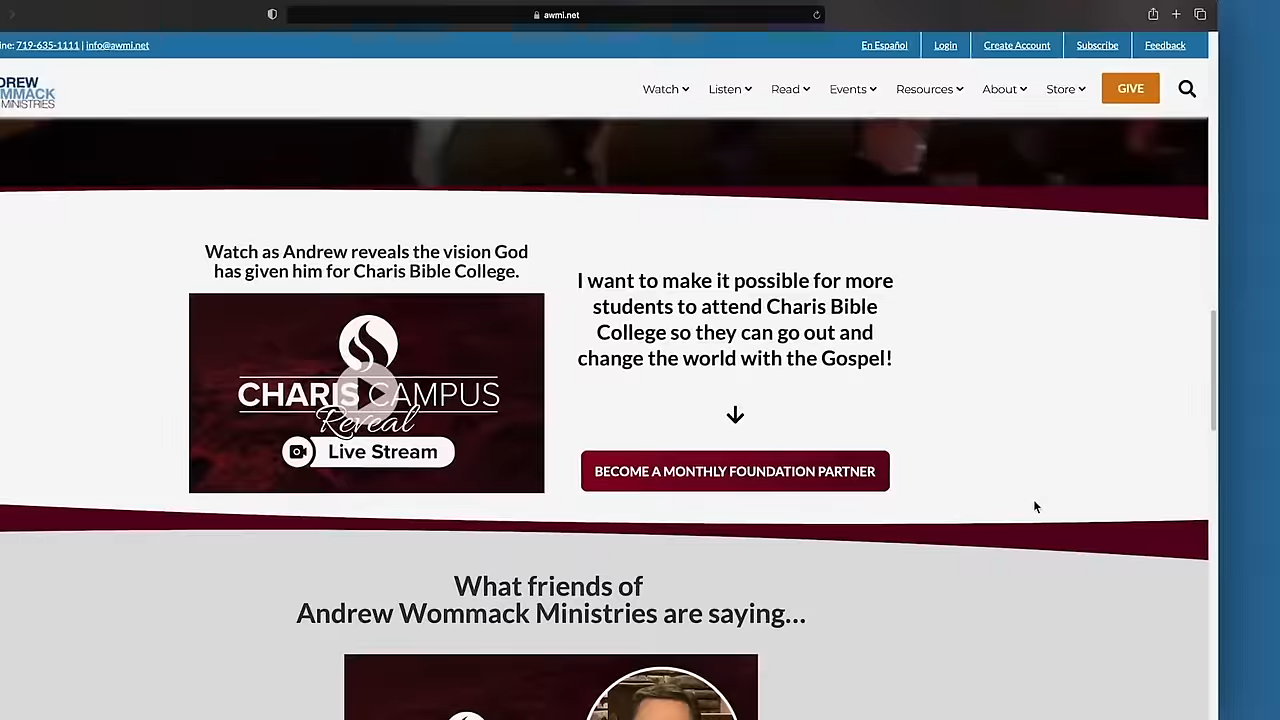 awmi.net
ine: 719-635-1111 | info@awmi.net
En Español
Login
Create Account
Subscribe
Feedback
DREW
MMACK
MINISTRIES
Watch
Listen
Read
Events
Resources
About
Store
GIVE
Watch as Andrew reveals the vision God
has given him for Charis Bible College.
CHARIS CAMPUS
Reveal
Live Stream
I want to make it possible for more
students to attend Charis Bible
College so they can go out and
change the world with the Gospel!
BECOME A MONTHLY FOUNDATION PARTNER
What friends of
Andrew Wommack Ministries are saying...